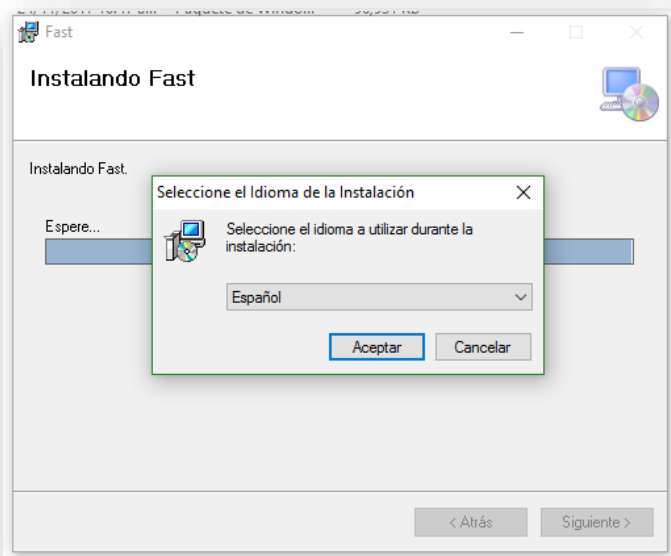 Fast
Instalando Fast
Instalando Fast.
Seleccione el Idioma de la Instalación
Espere...
Seleccione el idioma a utilizar durante la
instalación:
Español
Aceptar Cancelar
< Atrás Siguiente >